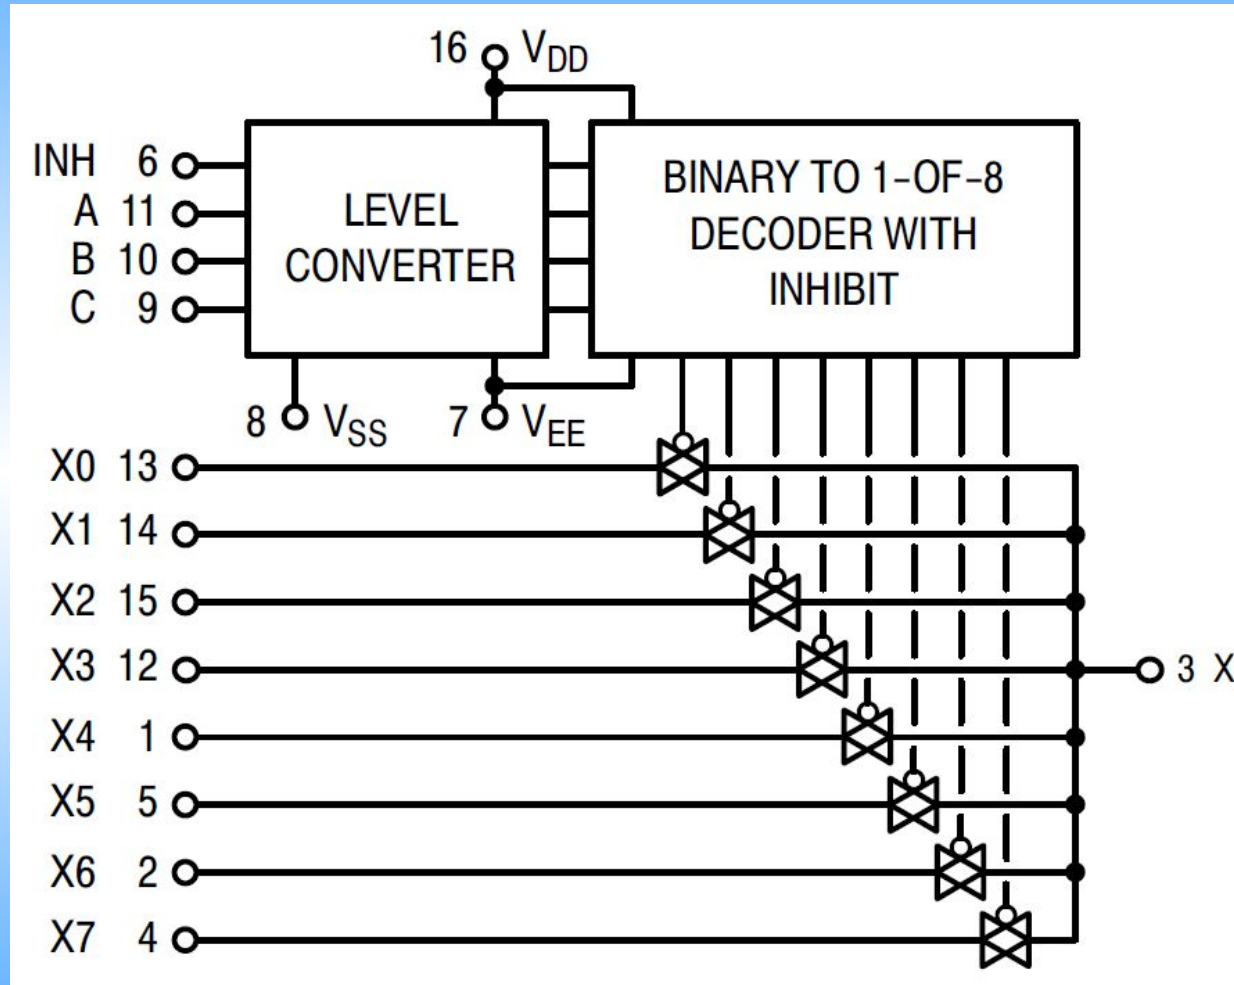 16 VDD
INH 6
A 11
B 10
C 9
LEVEL
CONVERTER
BINARY TO 1-OF-8
DECODER WITH
INHIBIT
8 VSS
7 VEE
X0 13
X1 14
X2 15
X3 12
X4 1
X5 5
X6 2
X7 4
3 X